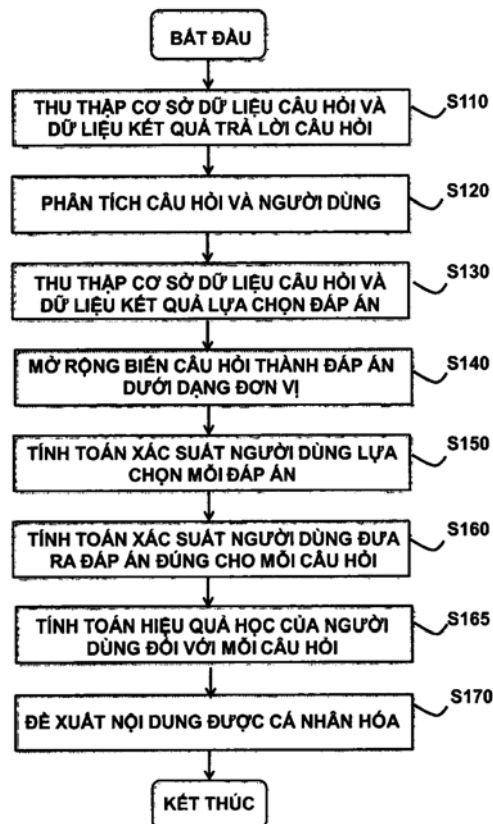 BẮT ĐẦU
THU THẬP CƠ SỞ DỮ LIỆU CÂU HỎI VÀ
DỮ LIỆU KẾT QUẢ TRẢ LỜI CÂU HỎI
S110
PHÂN TÍCH CÂU HỎI VÀ NGƯỜI DÙNG
S120
THU THẬP CƠ SỞ DỮ LIỆU CÂU HỎI VÀ
DỮ LIỆU KẾT QUẢ LỰA CHỌN ĐÁP ÁN
S130
MỞ RỘNG BIẾN CÂU HỎI THÀNH ĐÁP ÁN
DƯỚI DẠNG ĐƠN VỊ
S140
TÍNH TOÁN XÁC SUẤT NGƯỜI DÙNG LỰA
CHỌN MỖI ĐÁP ÁN
S150
TÍNH TOÁN XÁC SUẤT NGƯỜI DÙNG ĐƯA
RA ĐÁP ÁN ĐÚNG CHO MỖI CÂU HỎI
S160
TÍNH TOÁN HIỆU QUẢ HỌC CỦA NGƯỜI
DÙNG ĐỐI VỚI MỖI CÂU HỎI
S165
ĐỀ XUẤT NỘI DUNG ĐƯỢC CÁ NHÂN HÓA
S170
KẾT THÚC